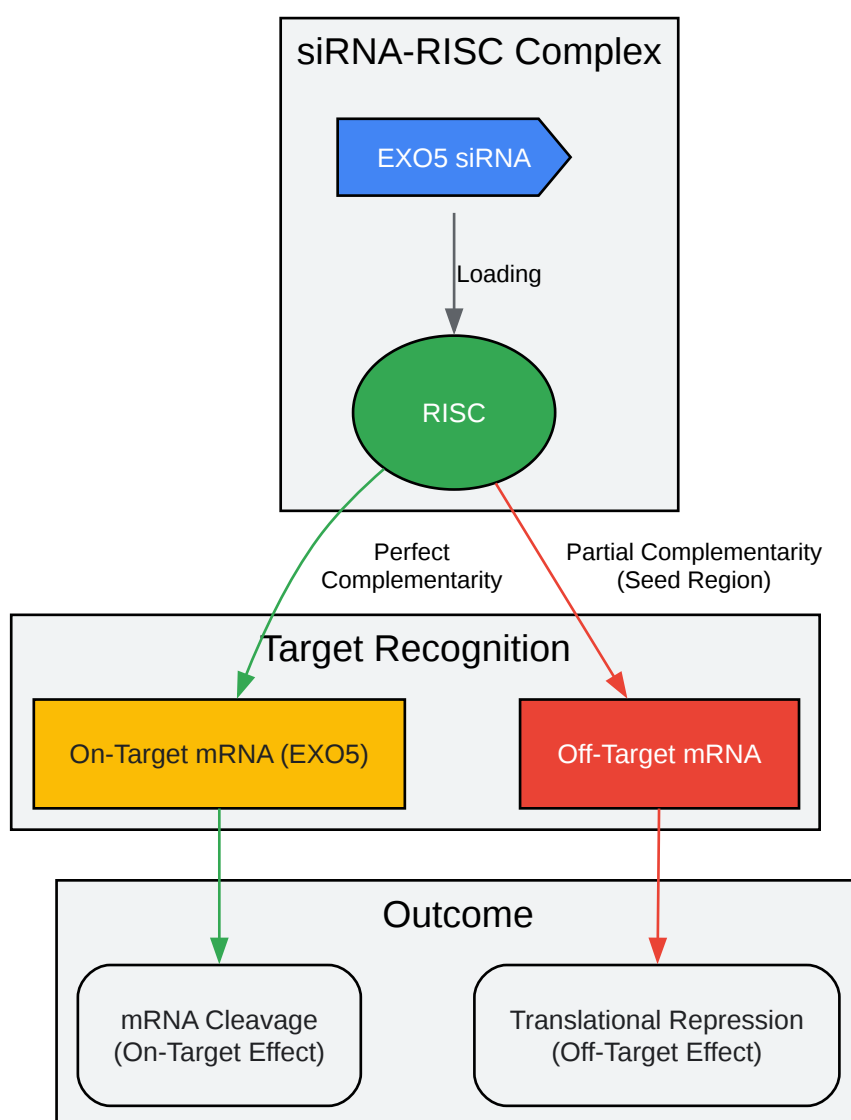 siRNA-RISC Complex
EXO5 siRNA
Loading
RISC
Perfect
Complementarity
Partial Complementarity
(Seed Region)
Target Recognition
On-Target mRNA (EXO5)
Off-Target mRNA
Outcome
mRNA Cleavage
(On-Target Effect)
Translational Repression
(Off-Target Effect)